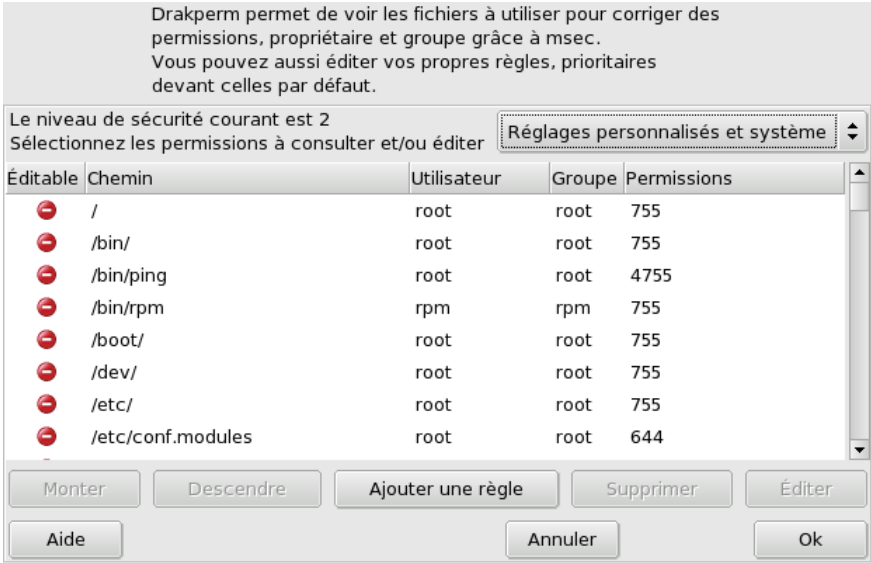 Drakperm permet de voir les fichiers à utiliser pour corriger des
permissions, propriétaire et groupe grâce à msec.
Vous pouvez aussi éditer vos propres règles, prioritaires
devant celles par défaut.
Le niveau de sécurité courant est 2
Sélectionnez les permissions à consulter et/ou éditer Réglages personnalisés et système
Éditable Chemin Utilisateur Groupe Permissions
/ root root 755
/bin/ root root 755
/bin/ping root root 4755
/bin/rpm rpm rpm 755
/boot/ root root 755
/dev/ root root 755
/etc/ root root 755
/etc/conf.modules root root 644
Monter Descendre Ajouter une règle Supprimer Éditer
Aide Annuler Ok